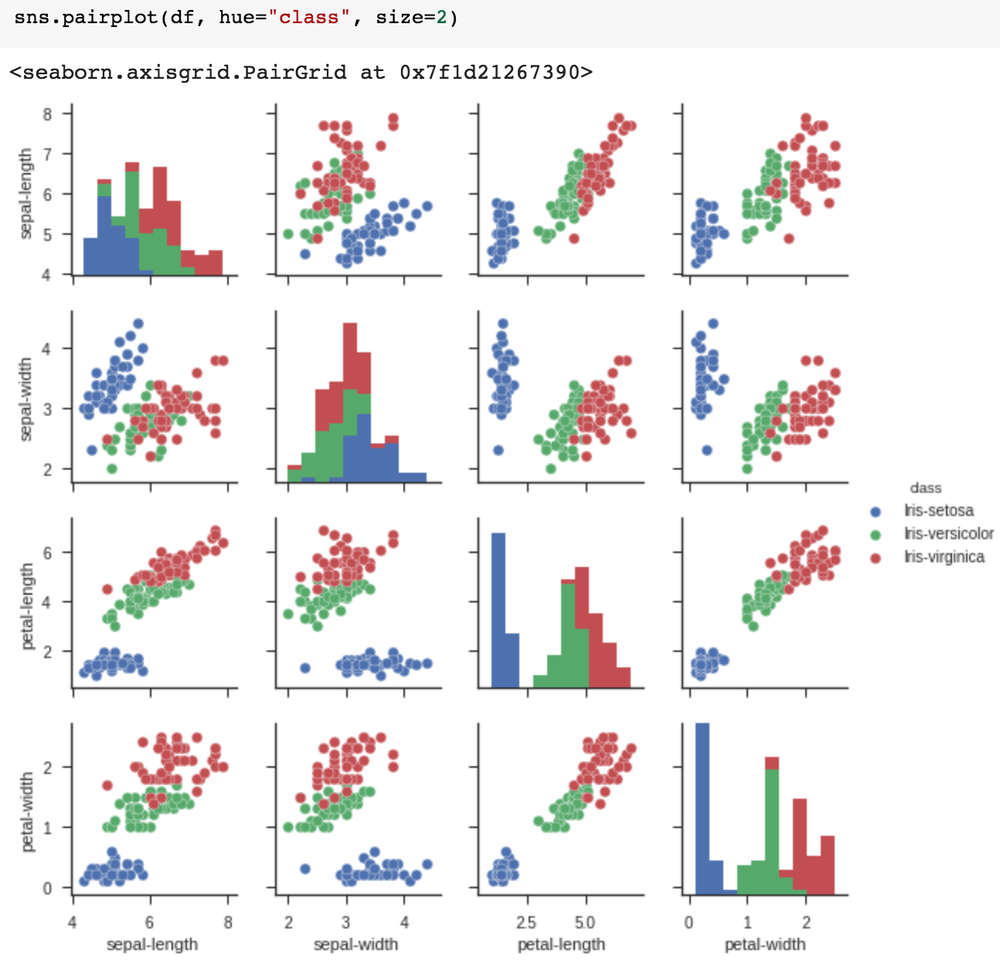 sns.pairplot(df, hue="class", size=2)
<seaborn.axisgrid.PairGrid at 0x7f1d21267390>
8
7
6
5
4
sepal-length
4
3
2
sepal-width
class
Iris-setosa
Iris-versicolor
Iris-virginica
6
4
2
petal-length
2
1
0
petal-width
4 6 8 2 3 4 2.5 5.0 0 1 2
sepal-length sepal-width petal-length petal-width